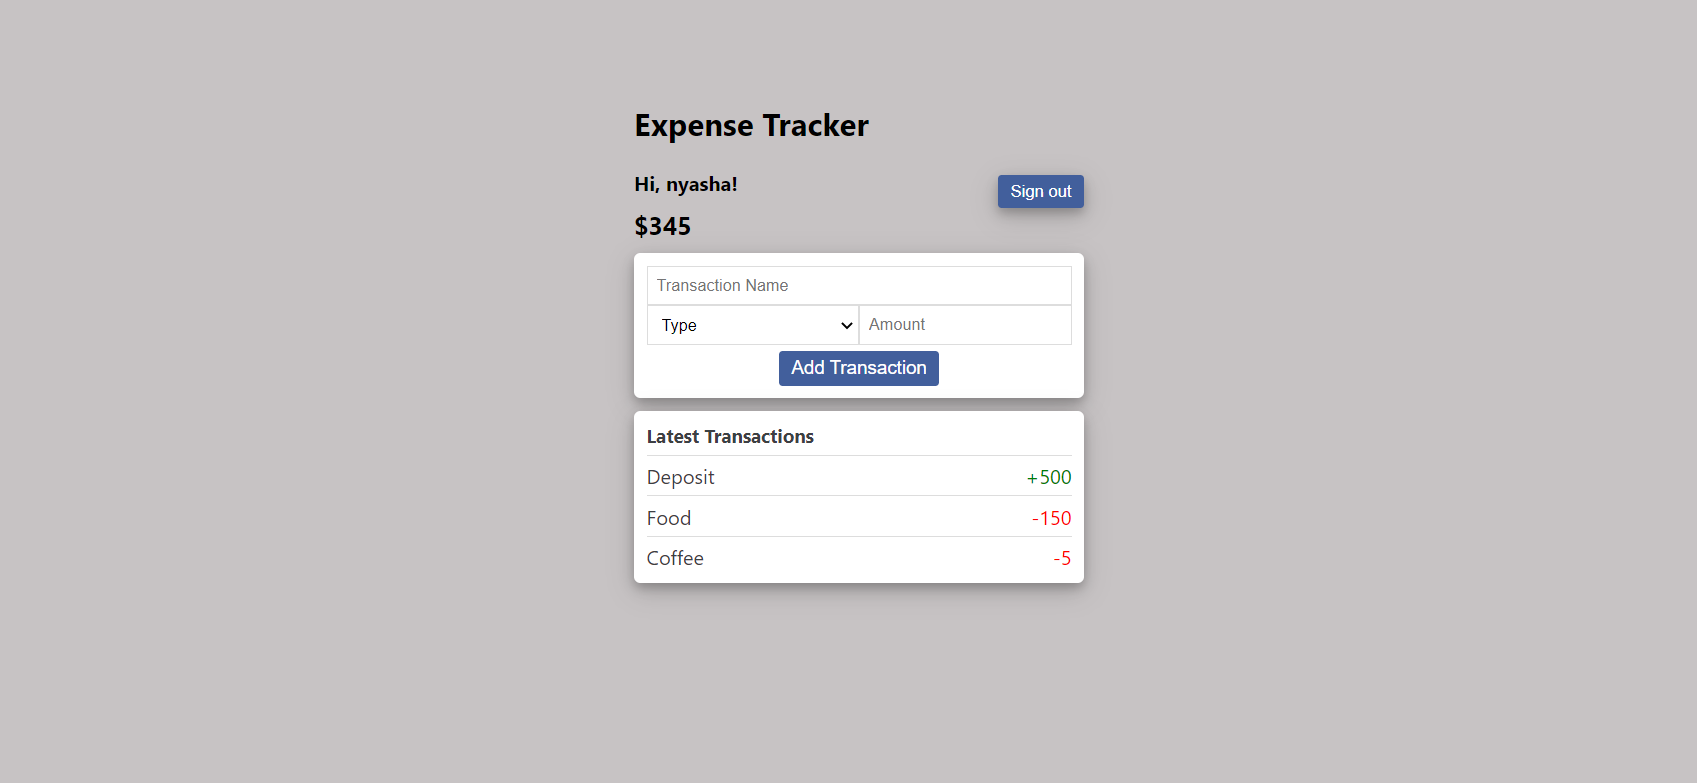 Expense Tracker
Hi, nyasha!
Sign out
$345
Transaction Name
Type
Amount
Add Transaction
Latest Transactions
Deposit +500
Food -150
Coffee -5